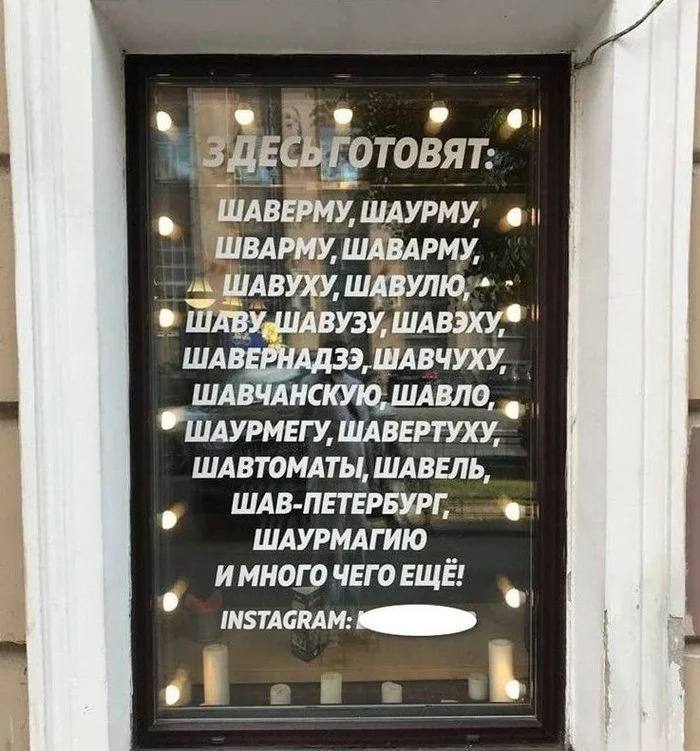 ЗДЕСЬ ГОТОВЯТ:
ШАВЕРМУ, ШАУРМУ,
ШВАРМУ, ШАВАРМУ,
ШАВУХУ, ШАВУЛЮ,
ШАВУ, ШАВУЗУ, ШАВЭХУ,
ШАВЕРНАДЗЭ, ШАВЧУХУ,
ШАВЧАНСКУЮ, ШАВЛО,
ШАУРМЕГУ, ШАВЕРТУХУ,
ШАВТОМАТЫ, ШАВЕЛЬ,
ШАВ-ПЕТЕРБУРГ,
ШАУРМАГИЮ
И МНОГО ЧЕГО ЕЩЁ!
INSTAGRAM: